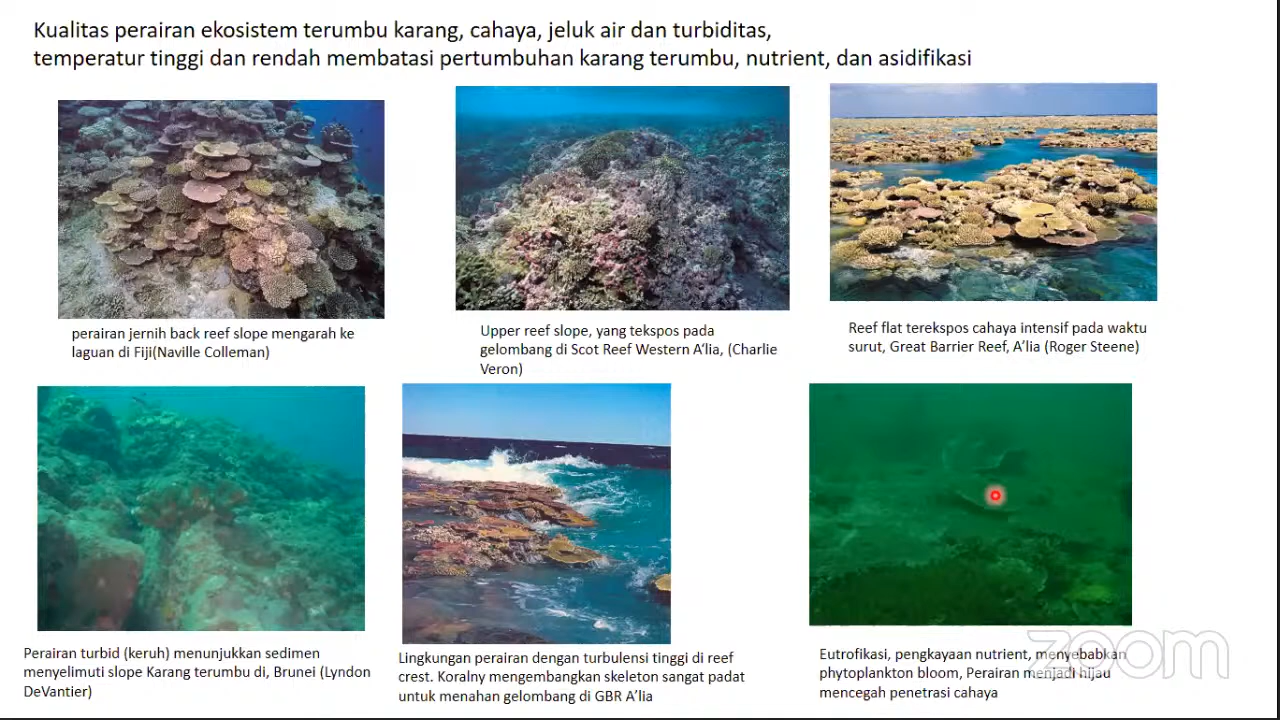 Kualitas perairan ekosistem terumbu karang, cahaya, jeluk air dan turbiditas,
temperatur tinggi dan rendah membatasi pertumbuhan karang terumbu, nutrient, dan asidifikasi
perairan jernih back reef slope mengarah ke
laguan di Fiji(Naville Colleman)
Upper reef slope, yang tekspos pada
gelombang di Scot Reef Western A'lia, (Charlie
Veron)
Reef flat terekspos cahaya intensif pada waktu
surut, Great Barrier Reef, A'lia (Roger Steene)
Perairan turbid (keruh) menunjukkan sedimen
menyelimuti slope Karang terumbu di, Brunei (Lyndon
DeVantier)
Lingkungan perairan dengan turbulensi tinggi di reef
crest. Koralny mengembangkan skeleton sangat padat
untuk menahan gelombang di GBR A'lia
Eutrofikasi, pengkayaan nutrient, menyebabkan
phytoplankton bloom, Perairan menjadi hijau
mencegah penetrasi cahaya
zoom